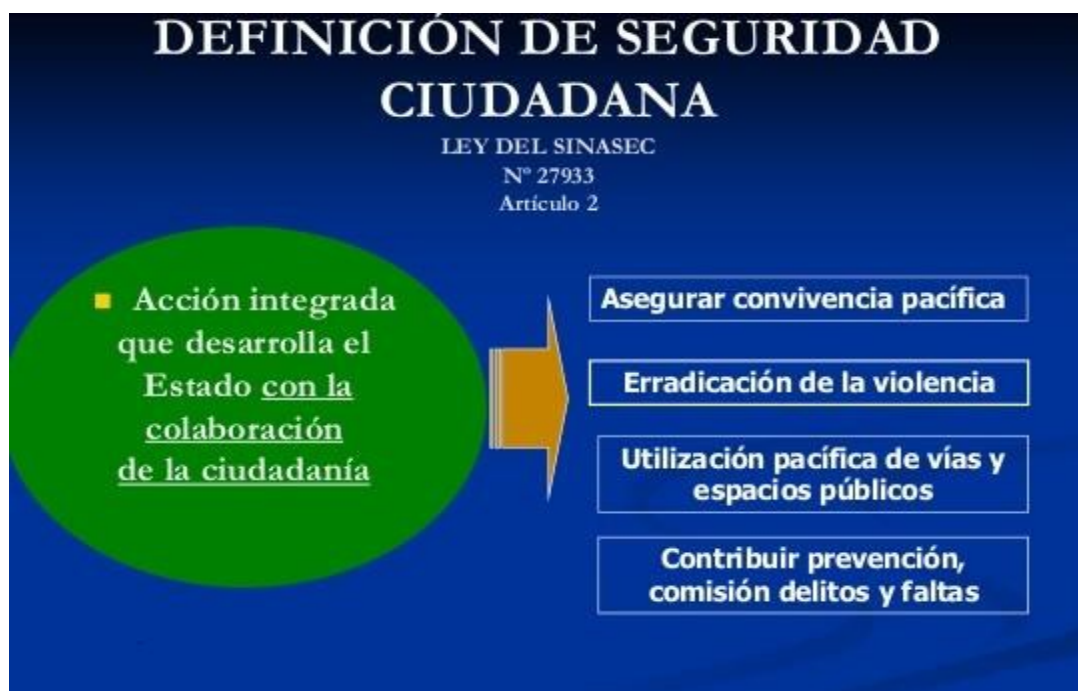 DEFINICIÓN DE SEGURIDAD
CIUDADANA
LEY DEL SINASEC
Nº 27933
Artículo 2
Acción integrada
que desarrolla el
Estado con la
colaboración
de la ciudadanía
Asegurar convivencia pacífica
Erradicación de la violencia
Utilización pacífica de vías y
espacios públicos
Contribuir prevención,
comisión delitos y faltas